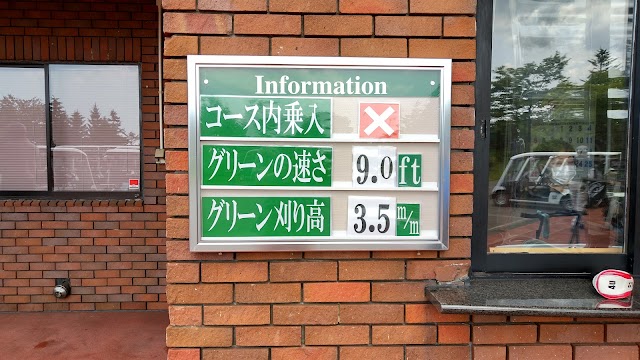 Information
コース内乗入 ×
グリーンの速さ 9.0 ft
グリーン刈り高 3.5 m/m
4U